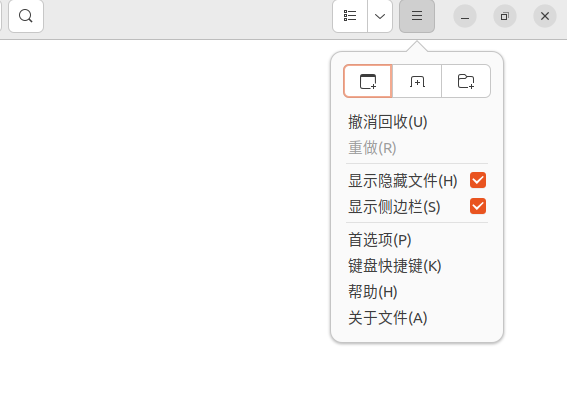 撤消回收(U)
重做(R)
显示隐藏文件(H)
显示侧边栏(S)
首选项(P)
键盘快捷键(K)
帮助(H)
关于文件(A)